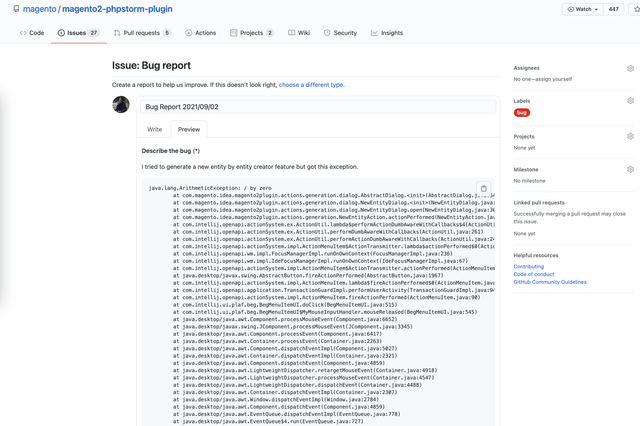 magento / magento2-phpstorm-plugin
Watch 447
Code Issues 27 Pull requests 5 Actions Projects 2 Wiki Security Insights
Issue: Bug report
Create a report to help us improve. If this doesn't look right, choose a different type.
Bug Report 2021/09/02
Write Preview
Describe the bug (*)
I tried to generate a new entity by entity creator feature but got this exception.
java.lang.ArithmeticException: / by zero
at com.magento.idea.magento2plugin.actions.generation.dialog.AbstractDialog.<init>(AbstractDialog.java:
at com.magento.idea.magento2plugin.actions.generation.dialog.NewEntityDialog.<init>(NewEntityDialog.java:
at com.magento.idea.magento2plugin.actions.generation.dialog.NewEntityDialog.open(NewEntityDialog.java:
at com.magento.idea.magento2plugin.actions.generation.NewEntityAction.actionPerformed(NewEntityAction.java
at com.intellij.openapi.actionSystem.ex.ActionUtil.lambda$performActionDumbAwareWithCallbacks$4(ActionUtil
at com.intellij.openapi.actionSystem.ex.ActionUtil.performDumbAwareWithCallbacks(ActionUtil.java:261)
at com.intellij.openapi.actionSystem.ex.ActionUtil.performActionDumbAwareWithCallbacks(ActionUtil.java:
at com.intellij.openapi.actionSystem.impl.ActionMenuItem$ActionTransmitter.lambda$actionPerformed$0(
at com.intellij.openapi.wm.impl.FocusManagerImpl.runOnOwnContext(FocusManagerImpl.java:236)
at com.intellij.openapi.wm.impl.IdeFocusManagerImpl.runOnOwnContext(IdeFocusManagerImpl.java:67)
at com.intellij.openapi.actionSystem.impl.ActionMenuItem$ActionTransmitter.actionPerformed(ActionMenuItem
at java.desktop/javax.swing.AbstractButton.fireActionPerformed(AbstractButton.java:1967)
at com.intellij.openapi.actionSystem.impl.ActionMenuItem.lambda$fireActionPerformed$0(ActionMenuItem.java
at com.intellij.openapi.application.TransactionGuardImpl.performUserActivity(TransactionGuardImpl.java:
at com.intellij.openapi.actionSystem.impl.ActionMenuItem.fireActionPerformed(ActionMenuItem.java:90)
at com.intellij.ui.plaf.beg.BegMenuItemUI.doClick(BegMenuItemUI.java:515)
at com.intellij.ui.plaf.beg.BegMenuItemUI$MyMouseInputHandler.mouseReleased(BegMenuItemUI.java:545)
at java.desktop/java.awt.Component.processMouseEvent(Component.java:6652)
at java.desktop/javax.swing.JComponent.processMouseEvent(JComponent.java:3345)
at java.desktop/java.awt.Component.processEvent(Component.java:6417)
at java.desktop/java.awt.Container.processEvent(Container.java:2263)
at java.desktop/java.awt.Component.dispatchEventImpl(Component.java:5027)
at java.desktop/java.awt.Container.dispatchEventImpl(Container.java:2321)
at java.desktop/java.awt.Component.dispatchEvent(Component.java:4859)
at java.desktop/java.awt.LightweightDispatcher.retargetMouseEvent(Container.java:4918)
at java.desktop/java.awt.LightweightDispatcher.processMouseEvent(Container.java:4547)
at java.desktop/java.awt.LightweightDispatcher.dispatchEvent(Container.java:4488)
at java.desktop/java.awt.Container.dispatchEventImpl(Container.java:2307)
at java.desktop/java.awt.Window.dispatchEventImpl(Window.java:2784)
at java.desktop/java.awt.Component.dispatchEvent(Component.java:4859)
at java.desktop/java.awt.EventQueue.dispatchEventImpl(EventQueue.java:778)
at java.desktop/java.awt.EventQueue$4.run(EventQueue.java:727)
Assignees
No one—assign yourself
Labels
bug
Projects
None yet
Milestone
No milestone
Linked pull requests
Successfully merging a pull request may close
this issue.
None yet
Helpful resources
Contributing
Code of conduct
GitHub Community Guidelines